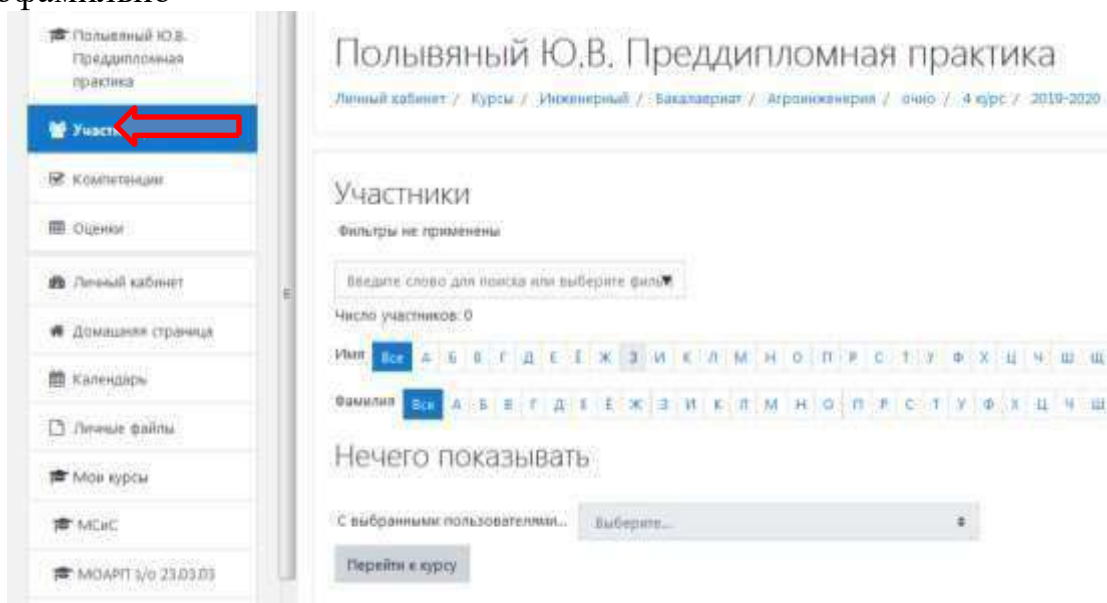 Полывяный Ю.В.
Преддипломная
практика
Компетенции
Оценки
Личный кабинет
Домашняя страница
Календарь
Личные файлы
Мои курсы
МСиС
МОАРП з/о 23.03.03
Полывяный Ю.В. Преддипломная практика
Личный кабинет / Курсы / Инженерный / Бакалавриат / Агроинженерия / очно / 4 курс / 2019-2020
Участники
Фильтры не применены
Введите слово для поиска или выберите филь▼
Число участников: 0
Имя Все А Б В Г Д Е Ё Ж З И К Л М Н О П Р С Т У Ф Х Ц Ч Ш Щ
Фамилия Все А Б В Г Д Е Ё Ж З И К Л М Н О П Р С Т У Ф Х Ц Ч Ш
Нечего показывать
С выбранными пользователями... Выберите...
Перейти к курсу